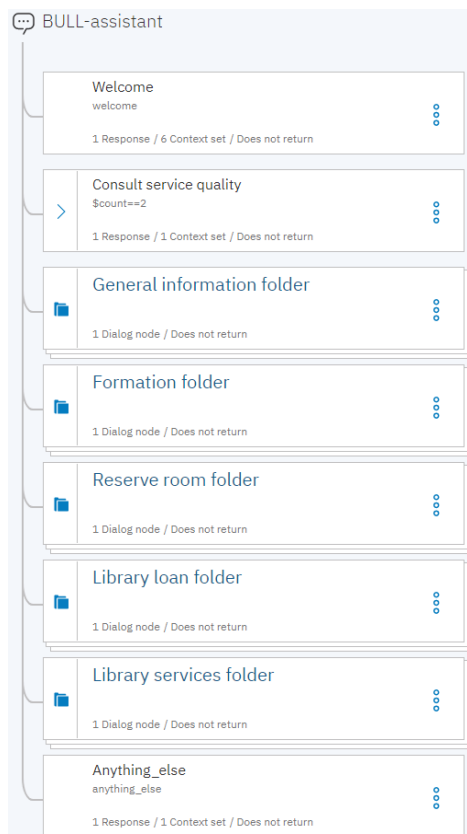 BULL-assistant
Welcome
welcome
1 Response / 6 Context set / Does not return
Consult service quality
$count==2
1 Response / 1 Context set / Does not return
General information folder
1 Dialog node / Does not return
Formation folder
1 Dialog node / Does not return
Reserve room folder
1 Dialog node / Does not return
Library loan folder
1 Dialog node / Does not return
Library services folder
1 Dialog node / Does not return
Anything_else
anything_else
1 Response / 1 Context set / Does not return